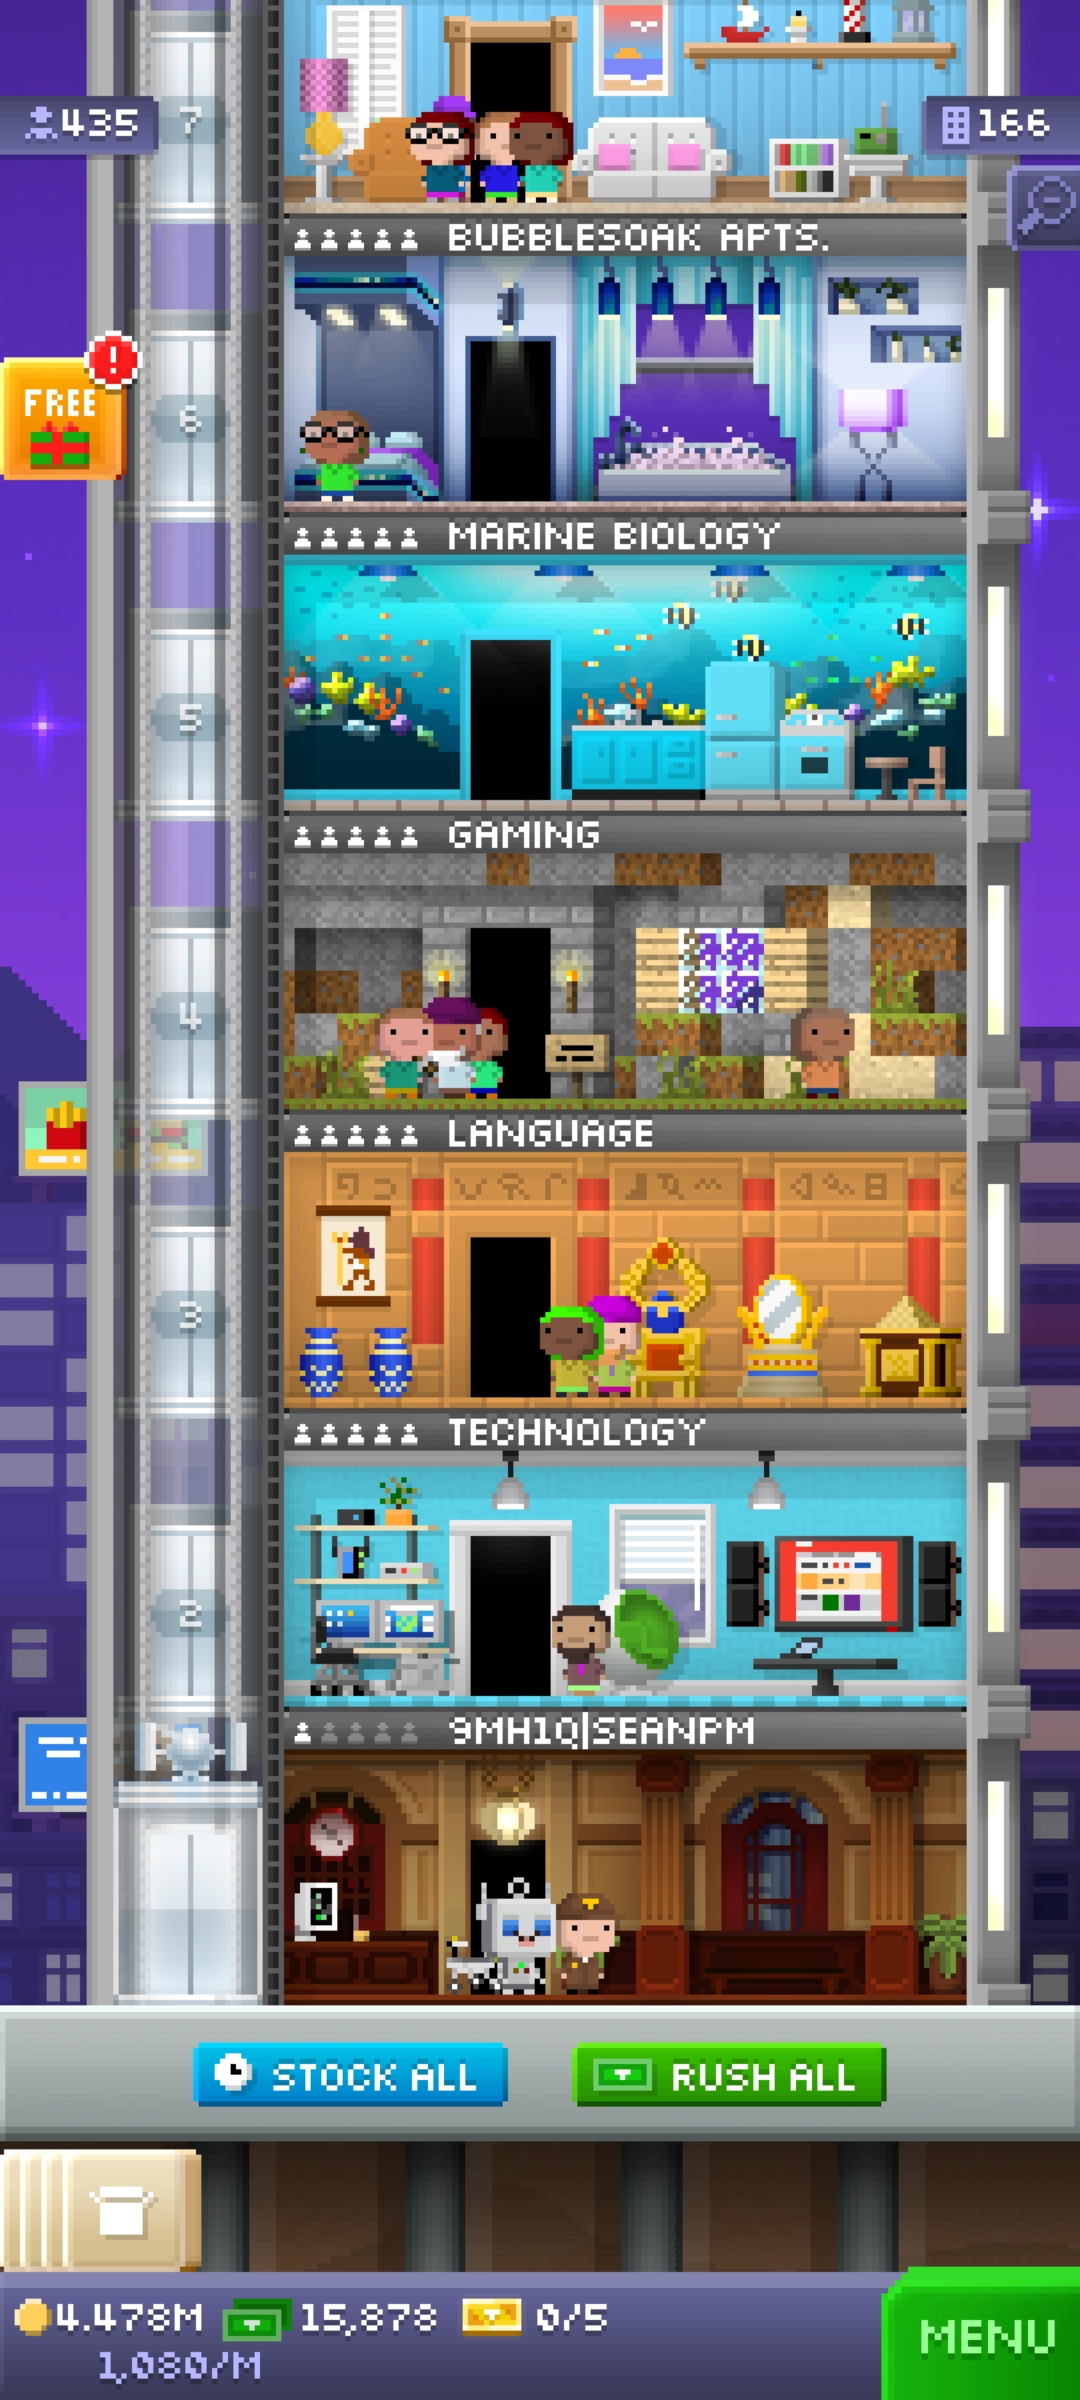 7
435
166
BUBBLESOAK APTS.
FREE
!
6
MARINE BIOLOGY
5
GAMING
4
LANGUAGE
3
TECHNOLOGY
2
9MH1Q|SEANPM
STOCK ALL
RUSH ALL
4.478M
15,878
0/5
1,080/M
MENU